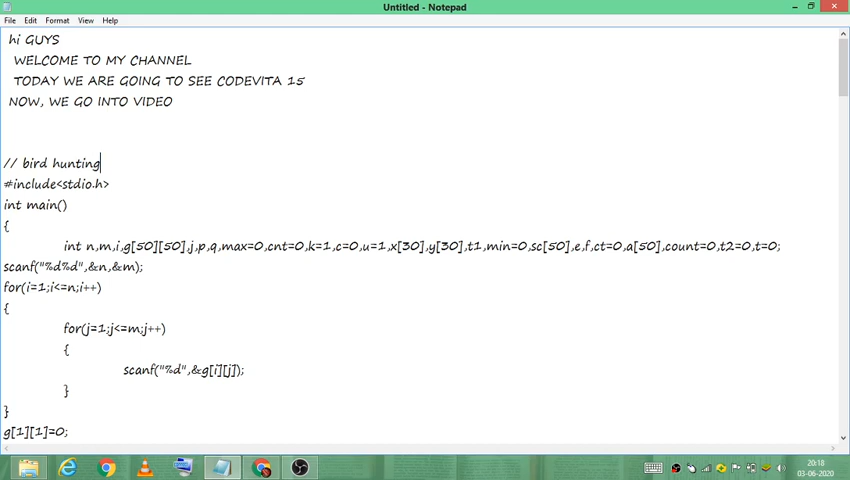 Untitled - Notepad
File Edit Format View Help
hi GUYS
WELCOME TO MY CHANNEL
TODAY WE ARE GOING TO SEE CODEVITA 15
NOW, WE GO INTO VIDEO
// bird hunting
#include<stdio.h>
int main()
{
int n,m,i,g[50][50],j,p,q,max=0,cnt=0,k=1,c=0,u=1,x[30],y[30],t1,min=0,sc[50],e,f,ct=0,a[50],count=0,t2=0,t=0;
scanf("%d%d",&n,&m);
for(i=1;i<=n;i++)
{
for(j=1;j<=m;j++)
{
scanf("%d",&g[i][j]);
}
}
g[1][1]=0;
20:18
03-06-2020